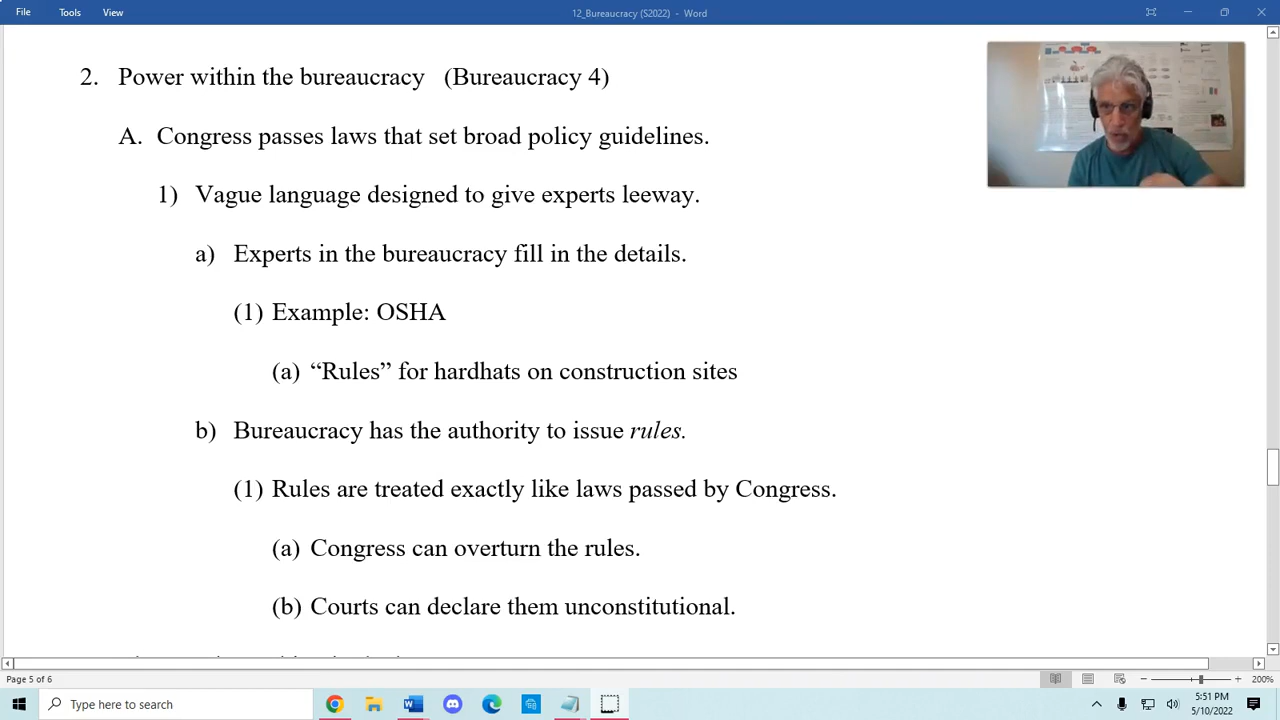 File Tools View 12_Bureaucracy (S2022) - Word
2. Power within the bureaucracy (Bureaucracy 4)
A. Congress passes laws that set broad policy guidelines.
1) Vague language designed to give experts leeway.
a) Experts in the bureaucracy fill in the details.
(1) Example: OSHA
(a) “Rules” for hardhats on construction sites
b) Bureaucracy has the authority to issue rules.
(1) Rules are treated exactly like laws passed by Congress.
(a) Congress can overturn the rules.
(b) Courts can declare them unconstitutional.
Page 5 of 6 200%
Type here to search 5:51 PM
5/10/2022